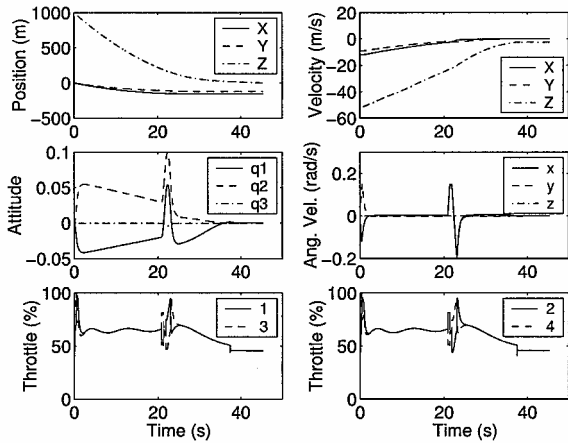 Position (m)
1000
500
0
-500
0
20
40
X
Y
Z
Velocity (m/s)
20
0
-20
-40
-60
0
20
40
X
Y
Z
Attitude
0.1
0.05
0
-0.05
0
20
40
q1
q2
q3
Ang. Vel. (rad/s)
0.2
0
-0.2
0
20
40
x
y
z
Throttle (%)
100
50
0
0
20
40
Time (s)
1
3
Throttle (%)
100
50
0
0
20
40
Time (s)
2
4